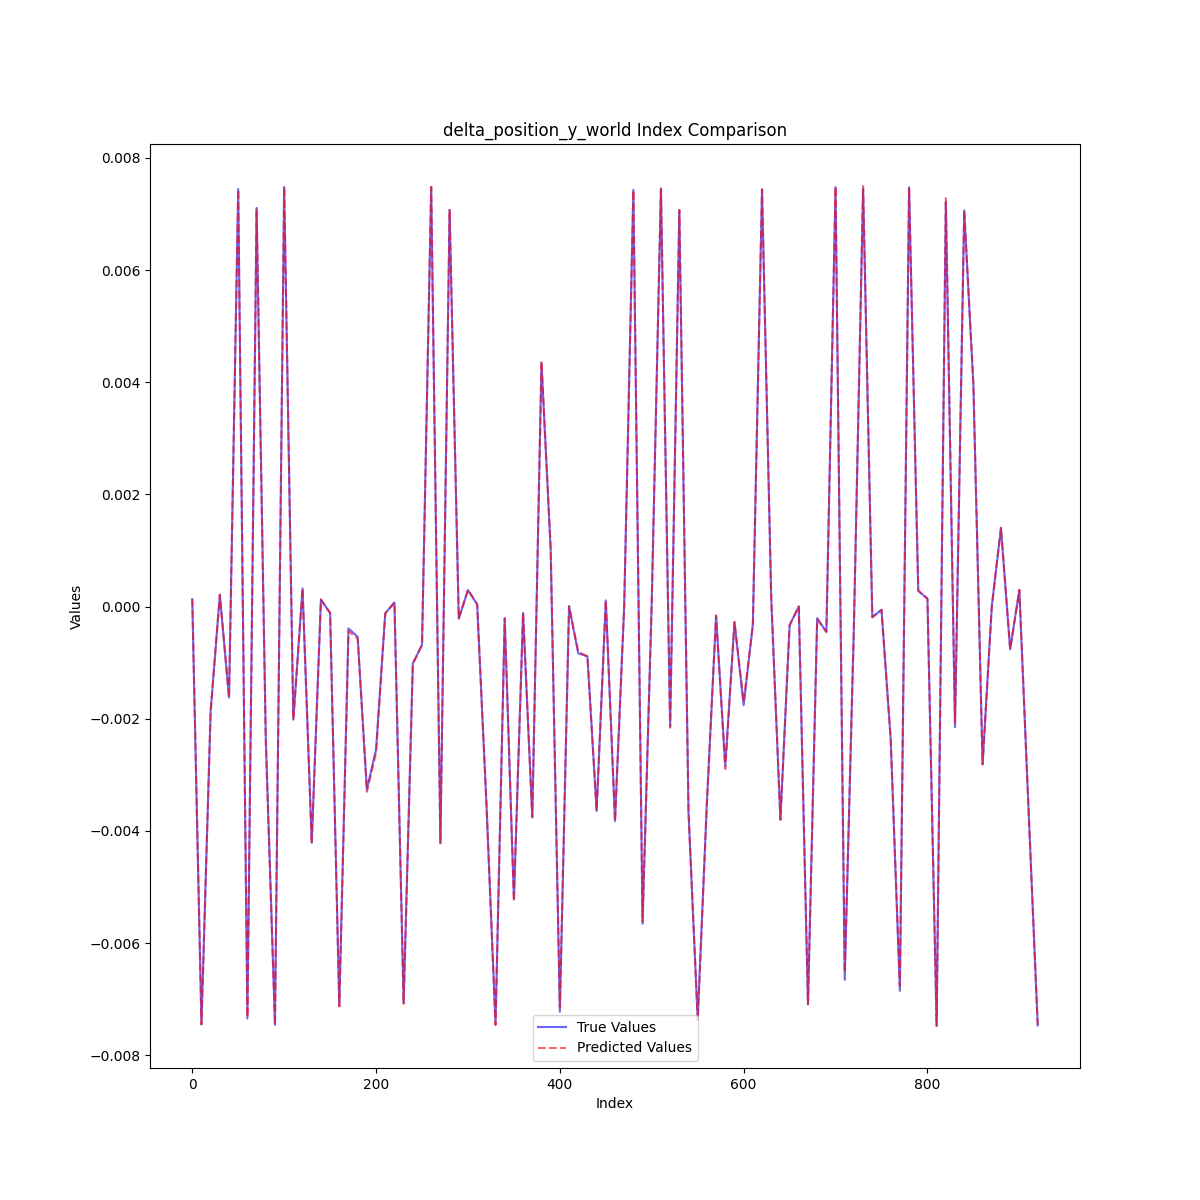 delta_position_y_world Index Comparison
0.008
0.006
0.004
0.002
0.000
−0.002
−0.004
−0.006
−0.008
Values
True Values
Predicted Values
0 200 400 600 800
Index